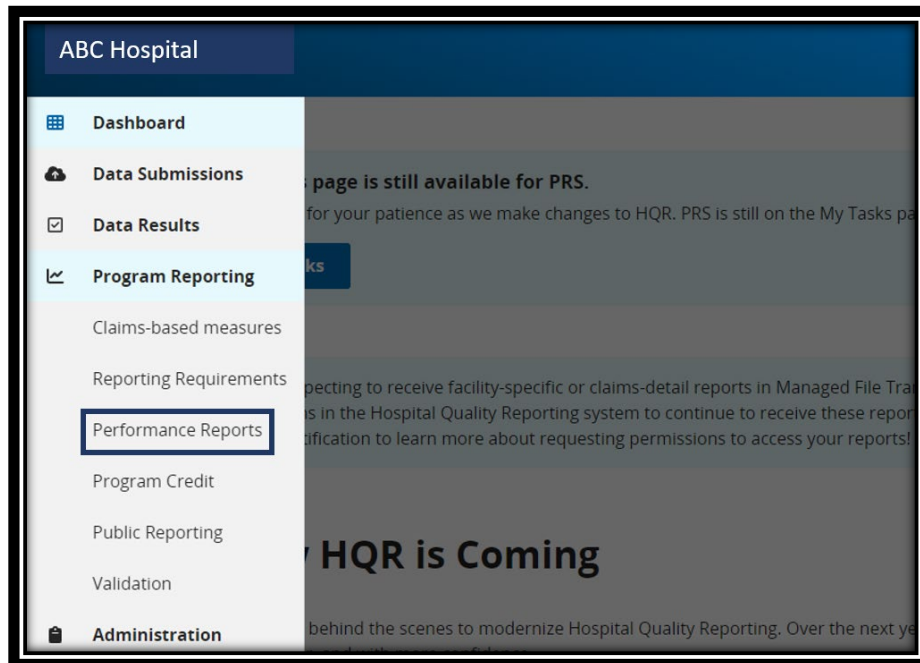 ABC Hospital
Dashboard
Data Submissions
Data Results
Program Reporting
Claims-based measures
Reporting Requirements
Performance Reports
Program Credit
Public Reporting
Validation
Administration
page is still available for PRS.
for your patience as we make changes to HQR. PRS is still on the My Tasks pa
ks
pecting to receive facility-specific or claims-detail reports in Managed File Tra
ns in the Hospital Quality Reporting system to continue to receive these repor
tification to learn more about requesting permissions to access your reports!
HQR is Coming
behind the scenes to modernize Hospital Quality Reporting. Over the next ye